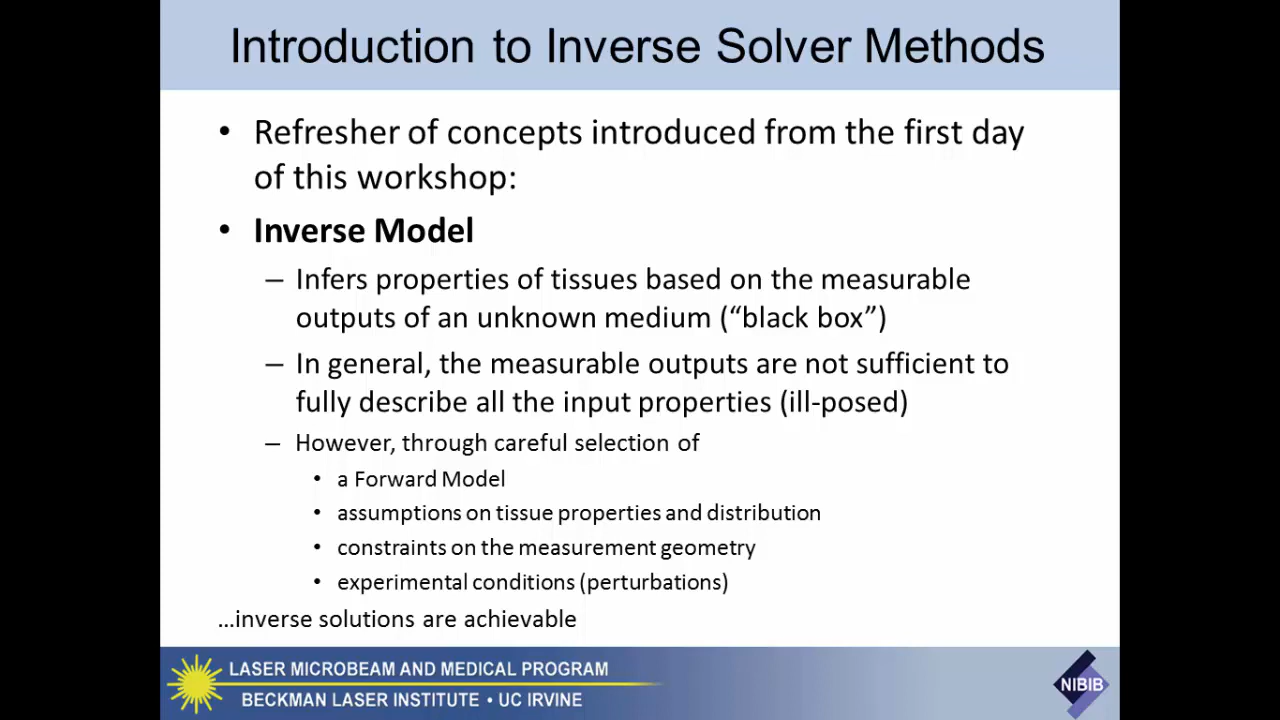 Introduction to Inverse Solver Methods
• Refresher of concepts introduced from the first day
of this workshop:
• Inverse Model
– Infers properties of tissues based on the measurable
outputs of an unknown medium (“black box”)
– In general, the measurable outputs are not sufficient to
fully describe all the input properties (ill-posed)
– However, through careful selection of
• a Forward Model
• assumptions on tissue properties and distribution
• constraints on the measurement geometry
• experimental conditions (perturbations)
…inverse solutions are achievable
LASER MICROBEAM AND MEDICAL PROGRAM
BECKMAN LASER INSTITUTE • UC IRVINE
NIBIB